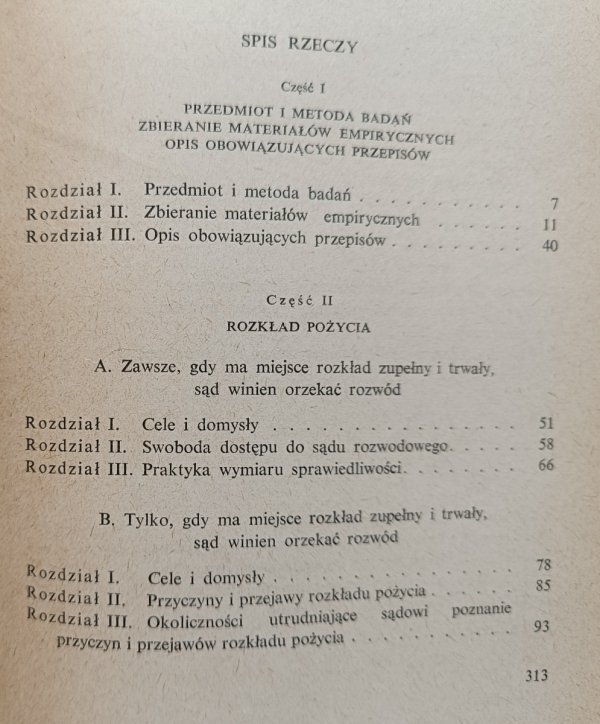 SPIS RZECZY
Część I
PRZEDMIOT I METODA BADAŃ
ZBIERANIE MATERIAŁÓW EMPIRYCZNYCH
OPIS OBOWIĄZUJĄCYCH PRZEPISÓW
Rozdział I. Przedmiot i metoda badań . . . . . . . . . . 7
Rozdział II. Zbieranie materiałów empirycznych . . . . . . 11
Rozdział III. Opis obowiązujących przepisów . . . . . . . . 40
Część II
ROZKŁAD POŻYCIA
A. Zawsze, gdy ma miejsce rozkład zupełny i trwały,
sąd winien orzekać rozwód
Rozdział I. Cele i domysły . . . . . . . . . . . . . 51
Rozdział II. Swoboda dostępu do sądu rozwodowego. . . . . 58
Rozdział III. Praktyka wymiaru sprawiedliwości. . . . . . . 66
B. Tylko, gdy ma miejsce rozkład zupełny i trwały,
sąd winien orzekać rozwód
Rozdział I. Cele i domysły . . . . . . . . . . . . . 78
Rozdział II. Przyczyny i przejawy rozkładu pożycia . . . . . 85
Rozdział III. Okoliczności utrudniające sądowi poznanie
przyczyn i przejawów rozkładu pożycia . . . . . . . . . 93
313